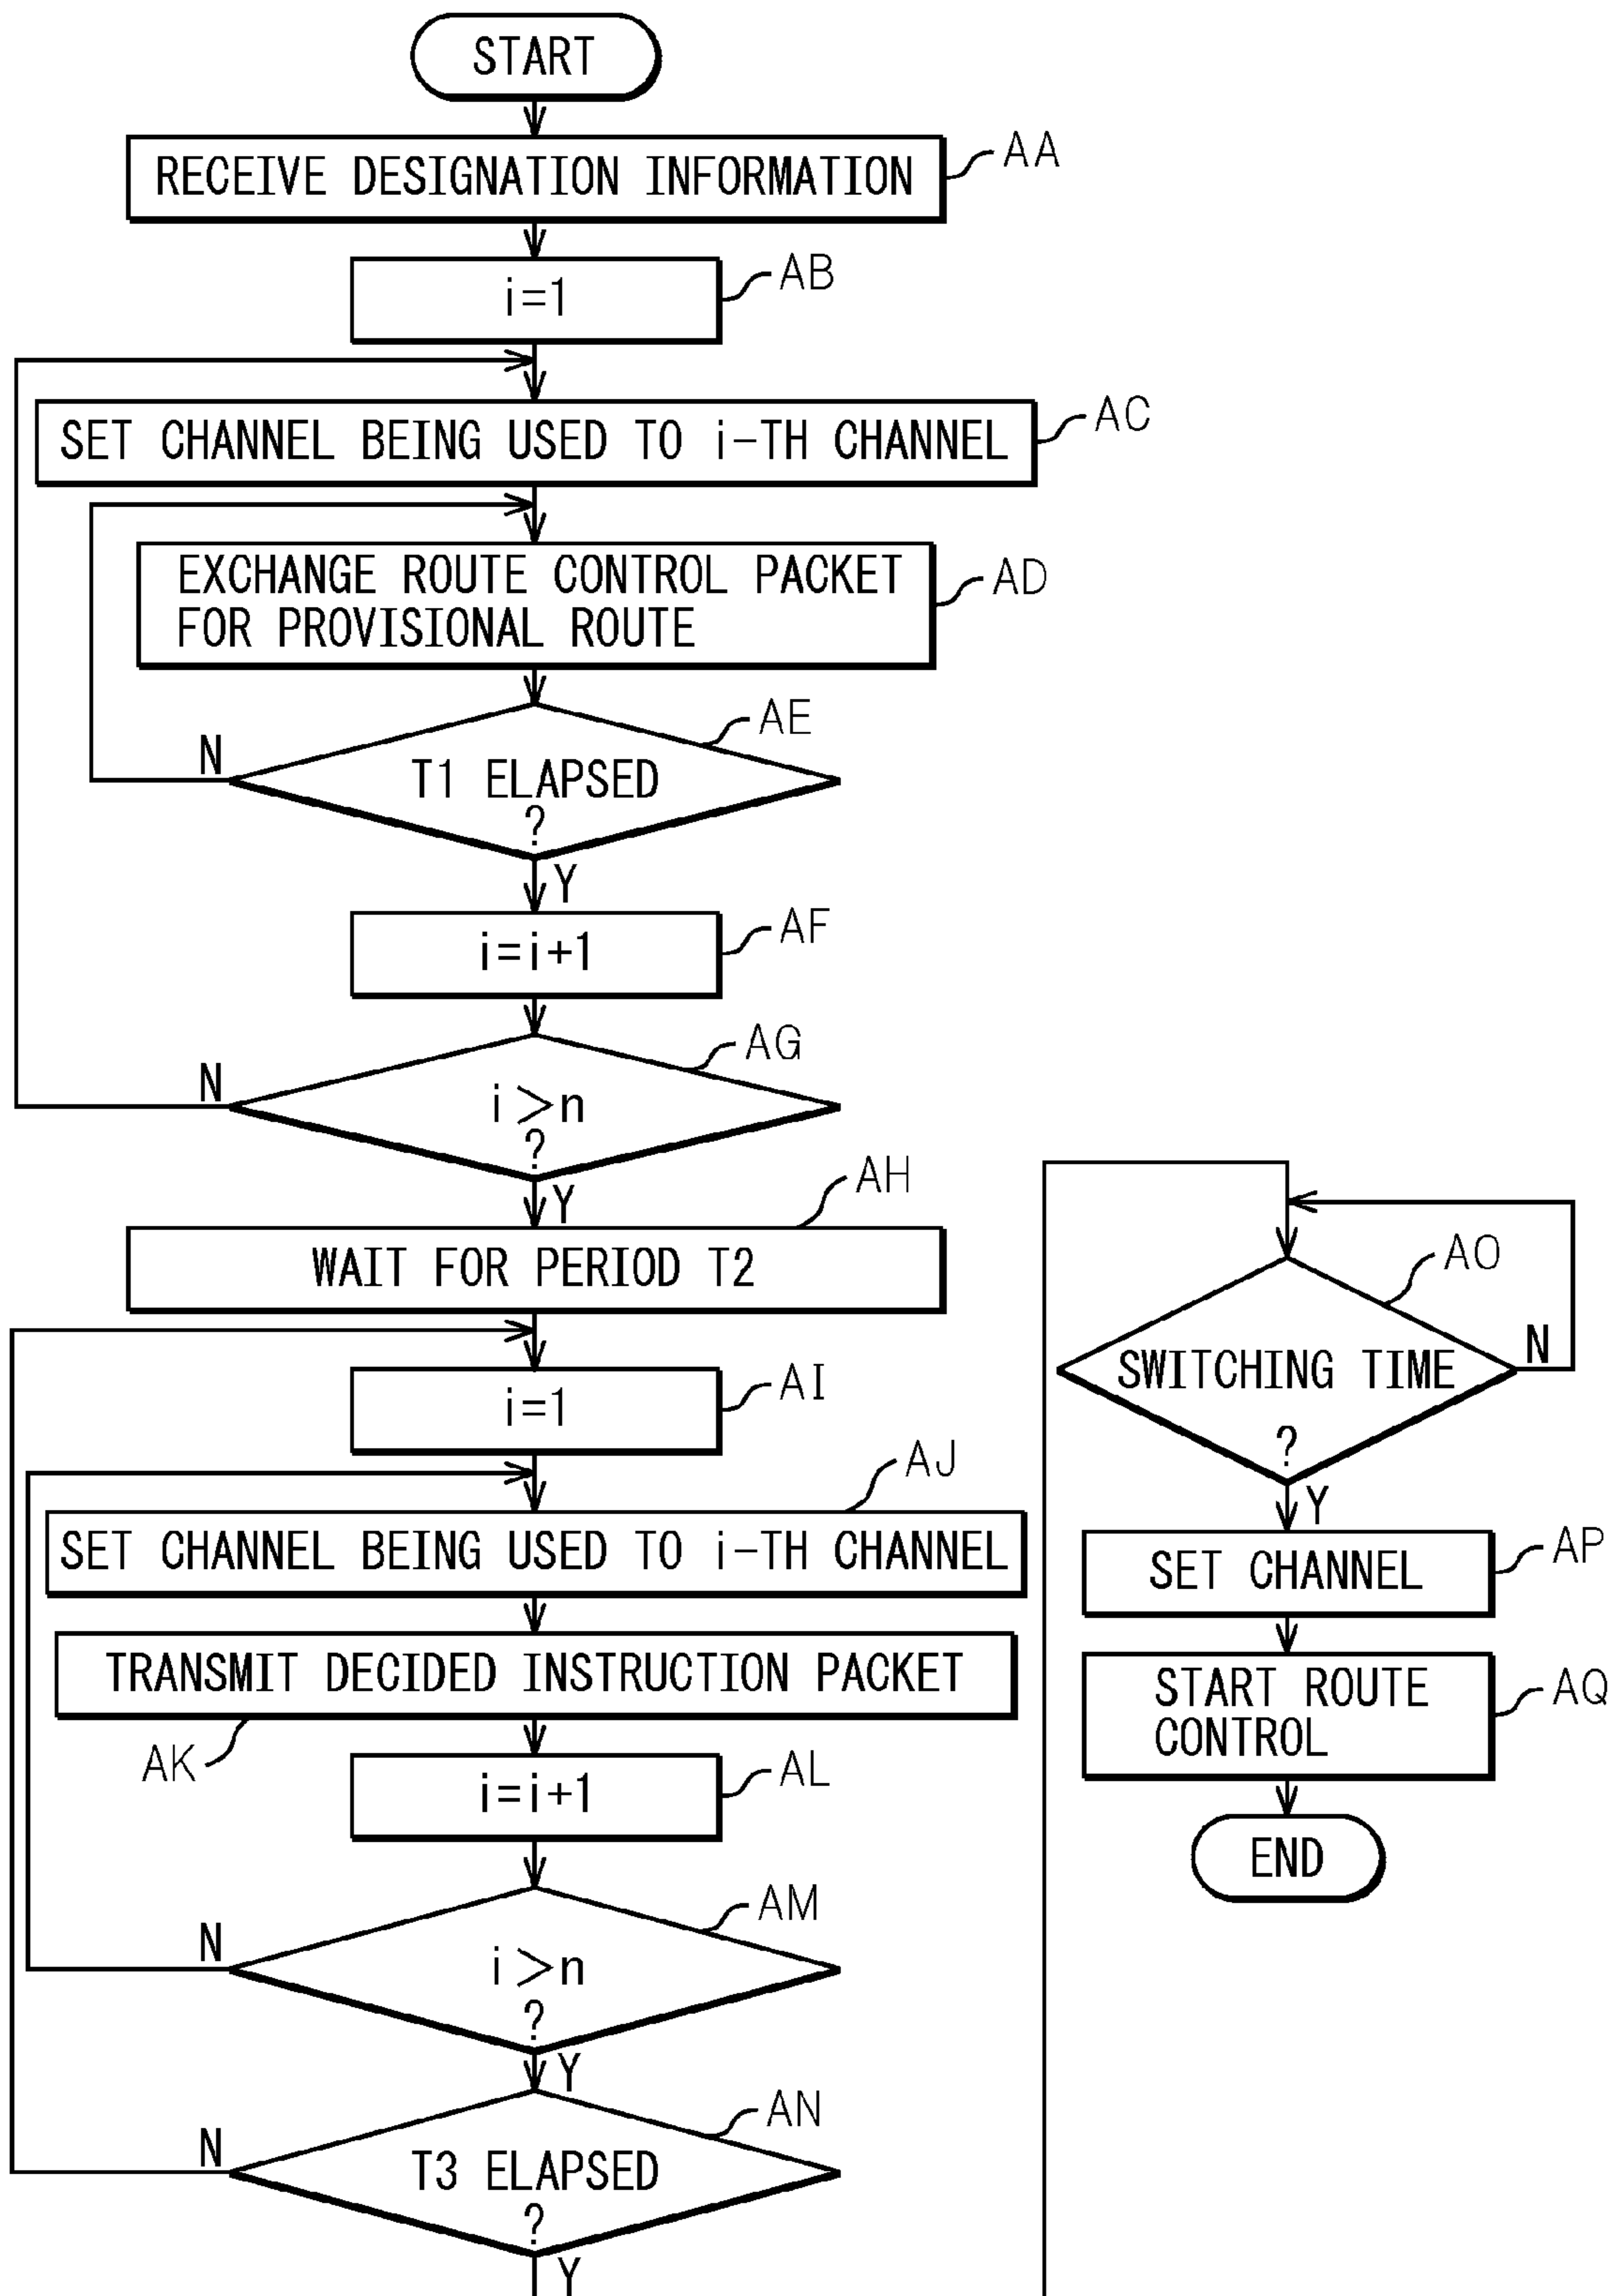 START
RECEIVE DESIGNATION INFORMATION
AA
i=1
AB
SET CHANNEL BEING USED TO i-TH CHANNEL
AC
EXCHANGE ROUTE CONTROL PACKET
FOR PROVISIONAL ROUTE
AD
AE
N
T1 ELAPSED
?
Y
i=i+1
AF
AG
N
i>n
?
Y
AH
WAIT FOR PERIOD T2
i=1
AI
AJ
SET CHANNEL BEING USED TO i-TH CHANNEL
TRANSMIT DECIDED INSTRUCTION PACKET
AK
i=i+1
AL
AM
N
i>n
?
Y
AN
N
T3 ELAPSED
?
Y
AO
SWITCHING TIME
N
?
Y
SET CHANNEL
AP
START ROUTE
CONTROL
AQ
END